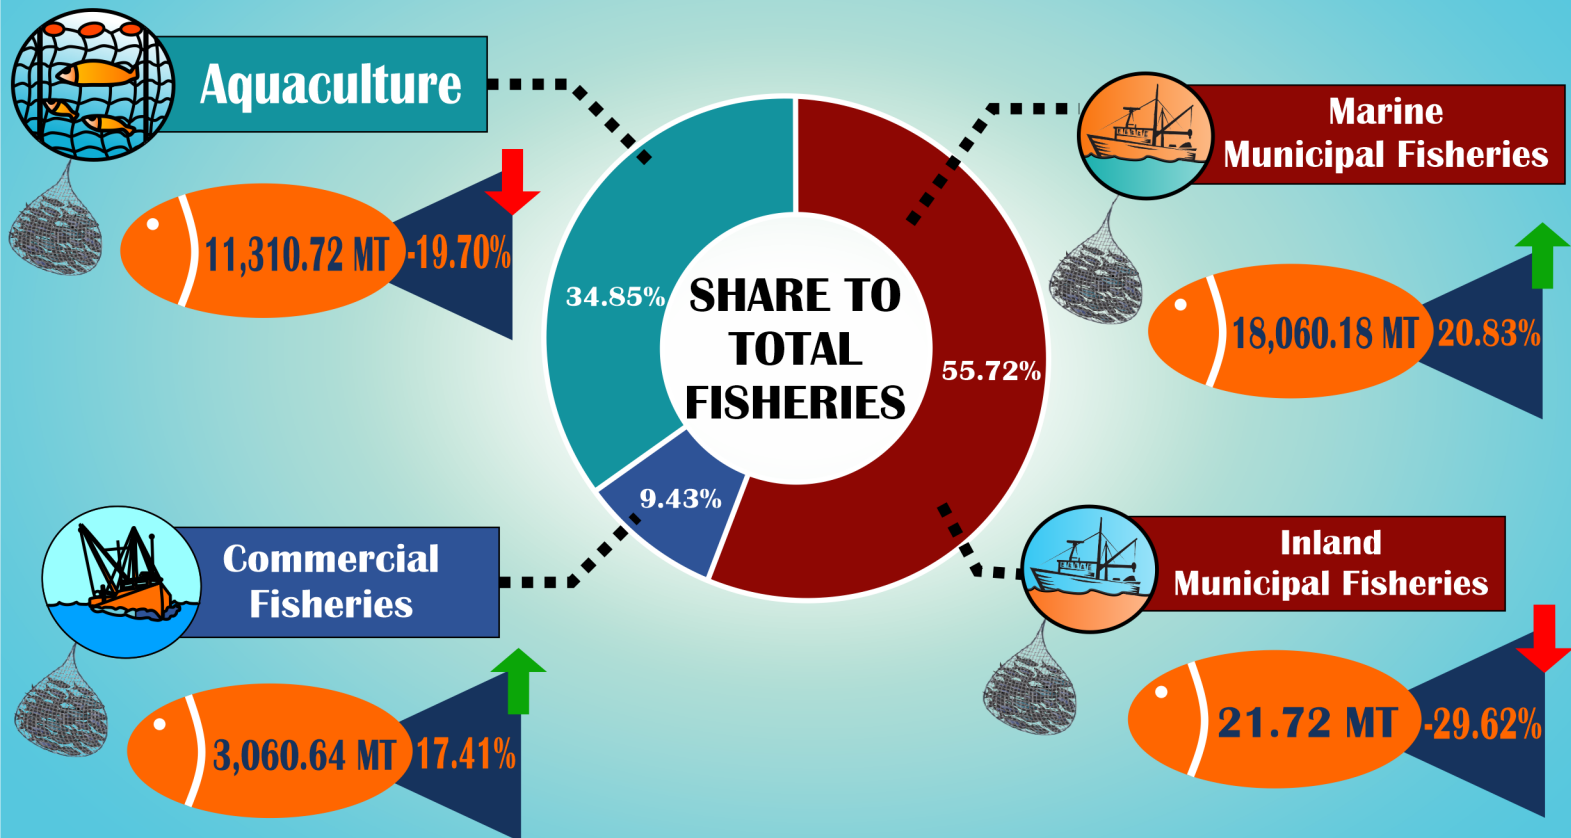 Aquaculture
11,310.72 MT
-19.70%
Marine
Municipal Fisheries
18,060.18 MT
20.83%
34.85%
SHARE TO
TOTAL
FISHERIES
55.72%
9.43%
Commercial
Fisheries
3,060.64 MT
17.41%
Inland
Municipal Fisheries
21.72 MT
-29.62%